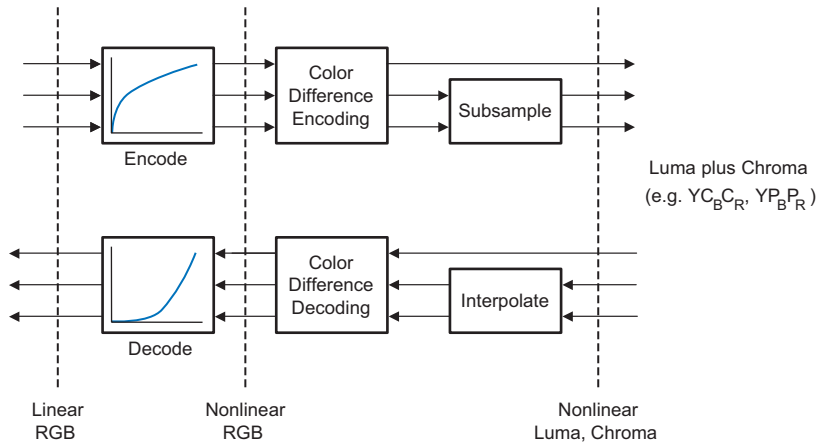 Encode
Color
Difference
Encoding
Subsample
Luma plus Chroma
(e.g. YCBCR, YPBPR )
Decode
Color
Difference
Decoding
Interpolate
Linear
RGB
Nonlinear
RGB
Nonlinear
Luma, Chroma